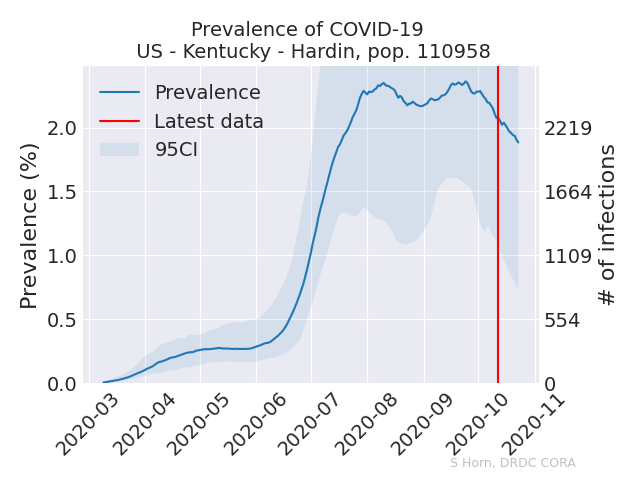 Prevalence of COVID-19
US - Kentucky - Hardin, pop. 110958
Prevalence
Latest data
95CI
Prevalence (%)
2.0
1.5
1.0
0.5
0.0
2219
1664
1109
554
0
# of infections
2020-03
2020-04
2020-05
2020-06
2020-07
2020-08
2020-09
2020-10
2020-11
S Horn, DRDC CORA